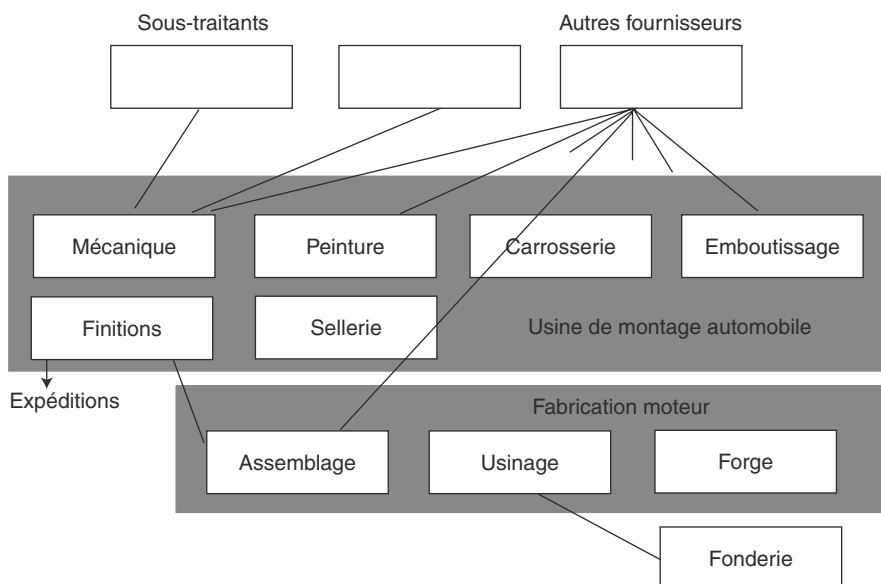 Sous-traitants
Autres fournisseurs
Mécanique
Peinture
Carrosserie
Emboutissage
Finitions
Sellerie
Usine de montage automobile
Expéditions
Fabrication moteur
Assemblage
Usinage
Forge
Fonderie